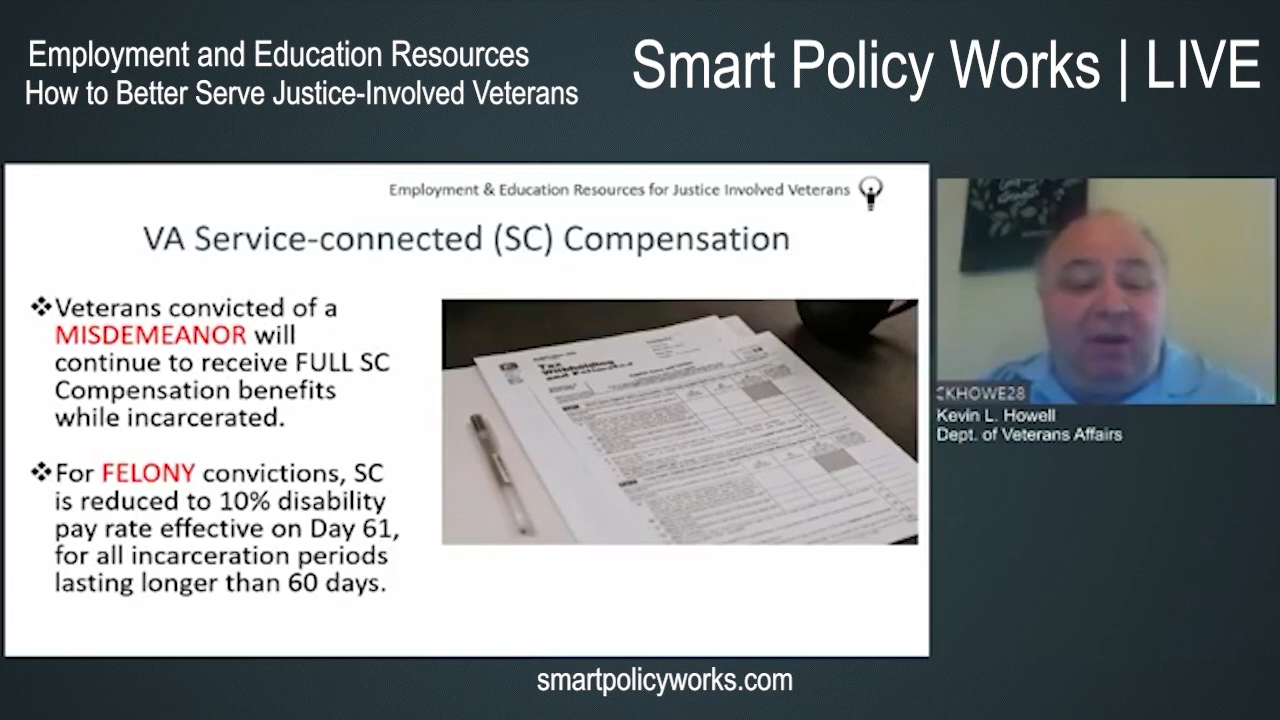 Employment and Education Resources
How to Better Serve Justice-Involved Veterans
Smart Policy Works | LIVE
Employment & Education Resources for Justice Involved Veterans
VA Service-connected (SC) Compensation
❖Veterans convicted of a
MISDEMEANOR will
continue to receive FULL SC
Compensation benefits
while incarcerated.
❖For FELONY convictions, SC
is reduced to 10% disability
pay rate effective on Day 61,
for all incarceration periods
lasting longer than 60 days.
Tax
Withholding
CKHOWE28
Kevin L. Howell
Dept. of Veterans Affairs
smartpolicyworks.com